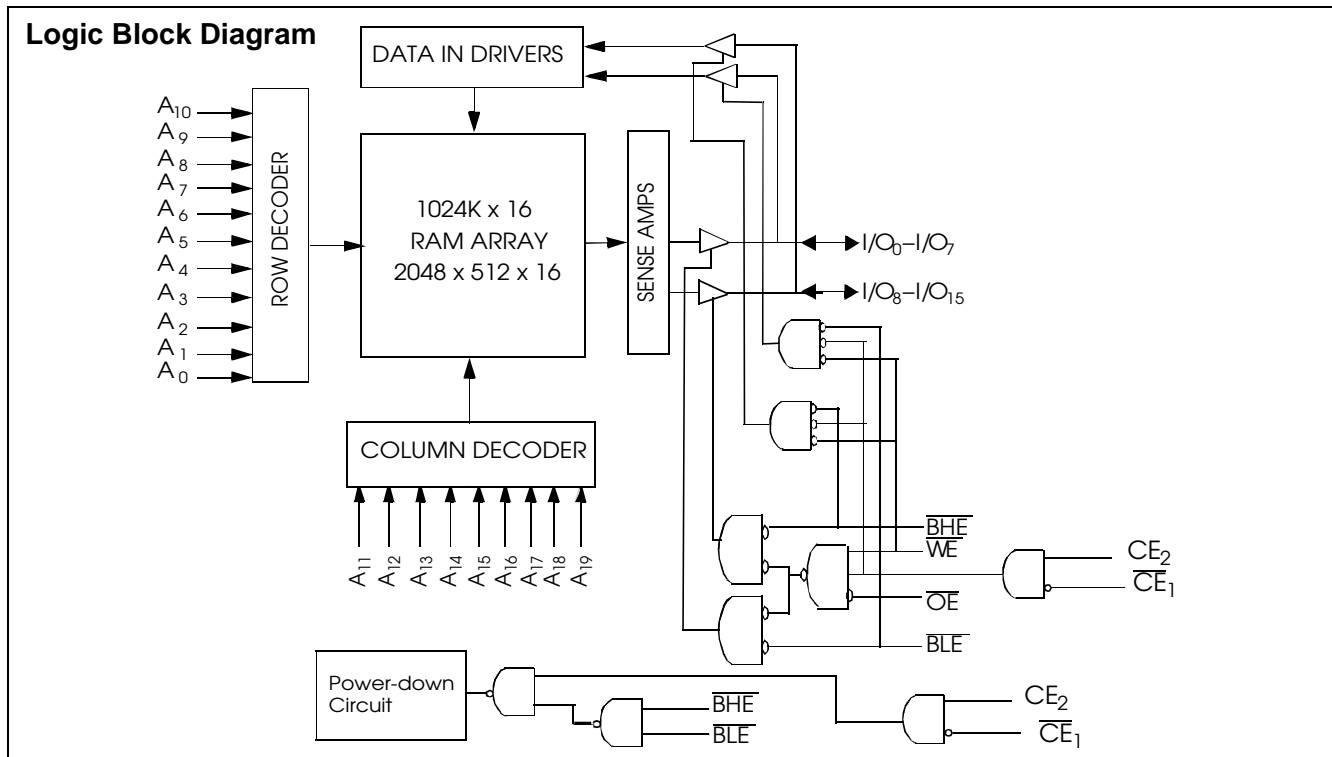 Logic Block Diagram
DATA IN DRIVERS
A10
A9
A8
A7
A6
A5
A4
A3
A2
A1
A0
ROW DECODER
1024K x 16
RAM ARRAY
2048 x 512 x 16
SENSE AMPS
I/O0–I/O7
I/O8–I/O15
COLUMN DECODER
A11
A12
A13
A14
A15
A16
A17
A18
A19
BHE
WE
CE2
CE1
OE
BLE
Power-down
Circuit
BHE
BLE
CE2
CE1